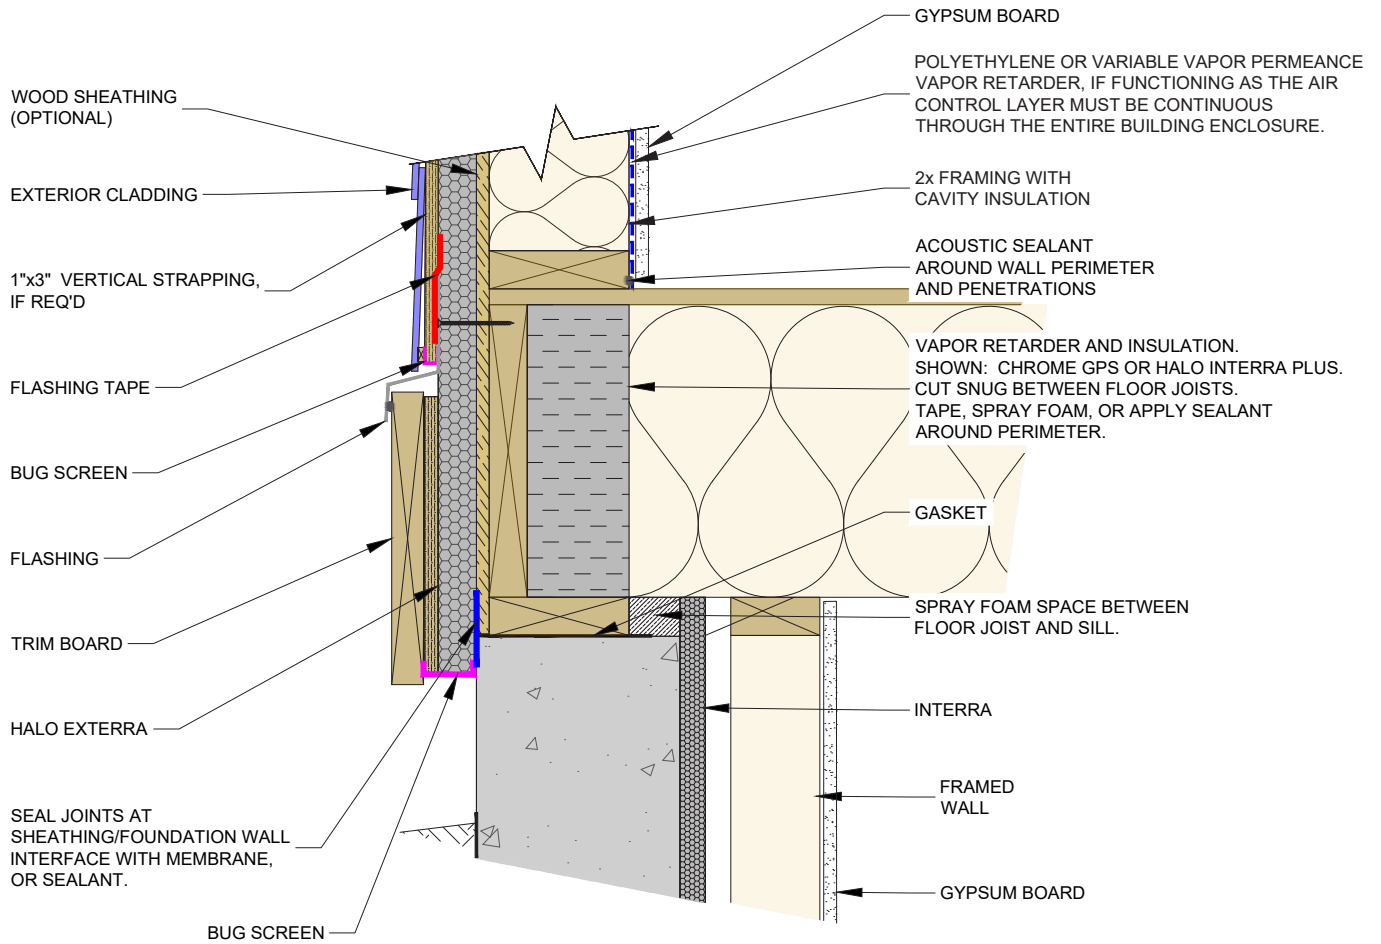 WOOD SHEATHING
(OPTIONAL)
EXTERIOR CLADDING
1"x3" VERTICAL STRAPPING,
IF REQ'D
FLASHING TAPE
BUG SCREEN
FLASHING
TRIM BOARD
HALO EXTERRA
SEAL JOINTS AT
SHEATHING/FOUNDATION WALL
INTERFACE WITH MEMBRANE,
OR SEALANT.
BUG SCREEN
GYPSUM BOARD
POLYETHYLENE OR VARIABLE VAPOR PERMEANCE
VAPOR RETARDER, IF FUNCTIONING AS THE AIR
CONTROL LAYER MUST BE CONTINUOUS
THROUGH THE ENTIRE BUILDING ENCLOSURE.
2x FRAMING WITH
CAVITY INSULATION
ACOUSTIC SEALANT
AROUND WALL PERIMETER
AND PENETRATIONS
VAPOR RETARDER AND INSULATION.
SHOWN: CHROME GPS OR HALO INTERRA PLUS.
CUT SNUG BETWEEN FLOOR JOISTS.
TAPE, SPRAY FOAM, OR APPLY SEALANT
AROUND PERIMETER.
GASKET
SPRAY FOAM SPACE BETWEEN
FLOOR JOIST AND SILL.
INTERRA
FRAMED
WALL
GYPSUM BOARD